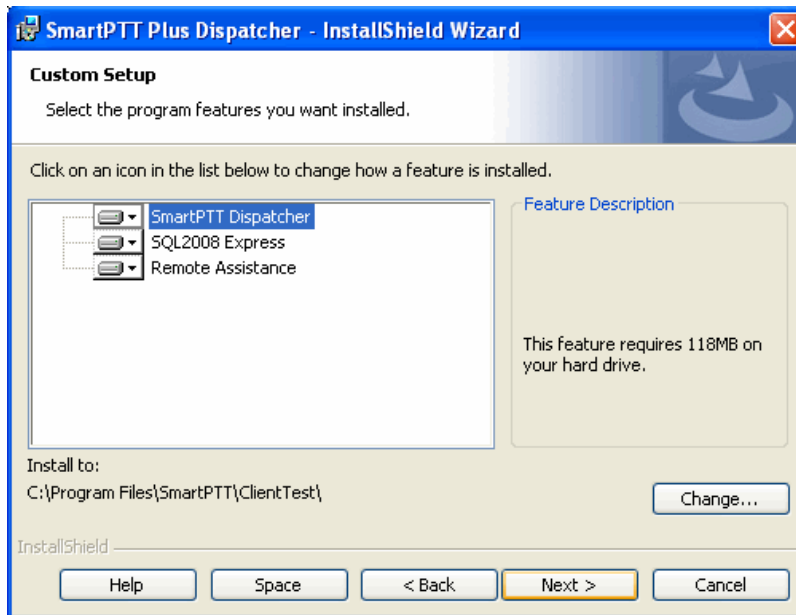 SmartPTT Plus Dispatcher - InstallShield Wizard
Custom Setup
Select the program features you want installed.
Click on an icon in the list below to change how a feature is installed.
SmartPTT Dispatcher
SQL2008 Express
Remote Assistance
Feature Description
This feature requires 118MB on
your hard drive.
Install to:
C:\Program Files\SmartPTT\ClientTest\
Change...
InstallShield
Help
Space
< Back
Next >
Cancel